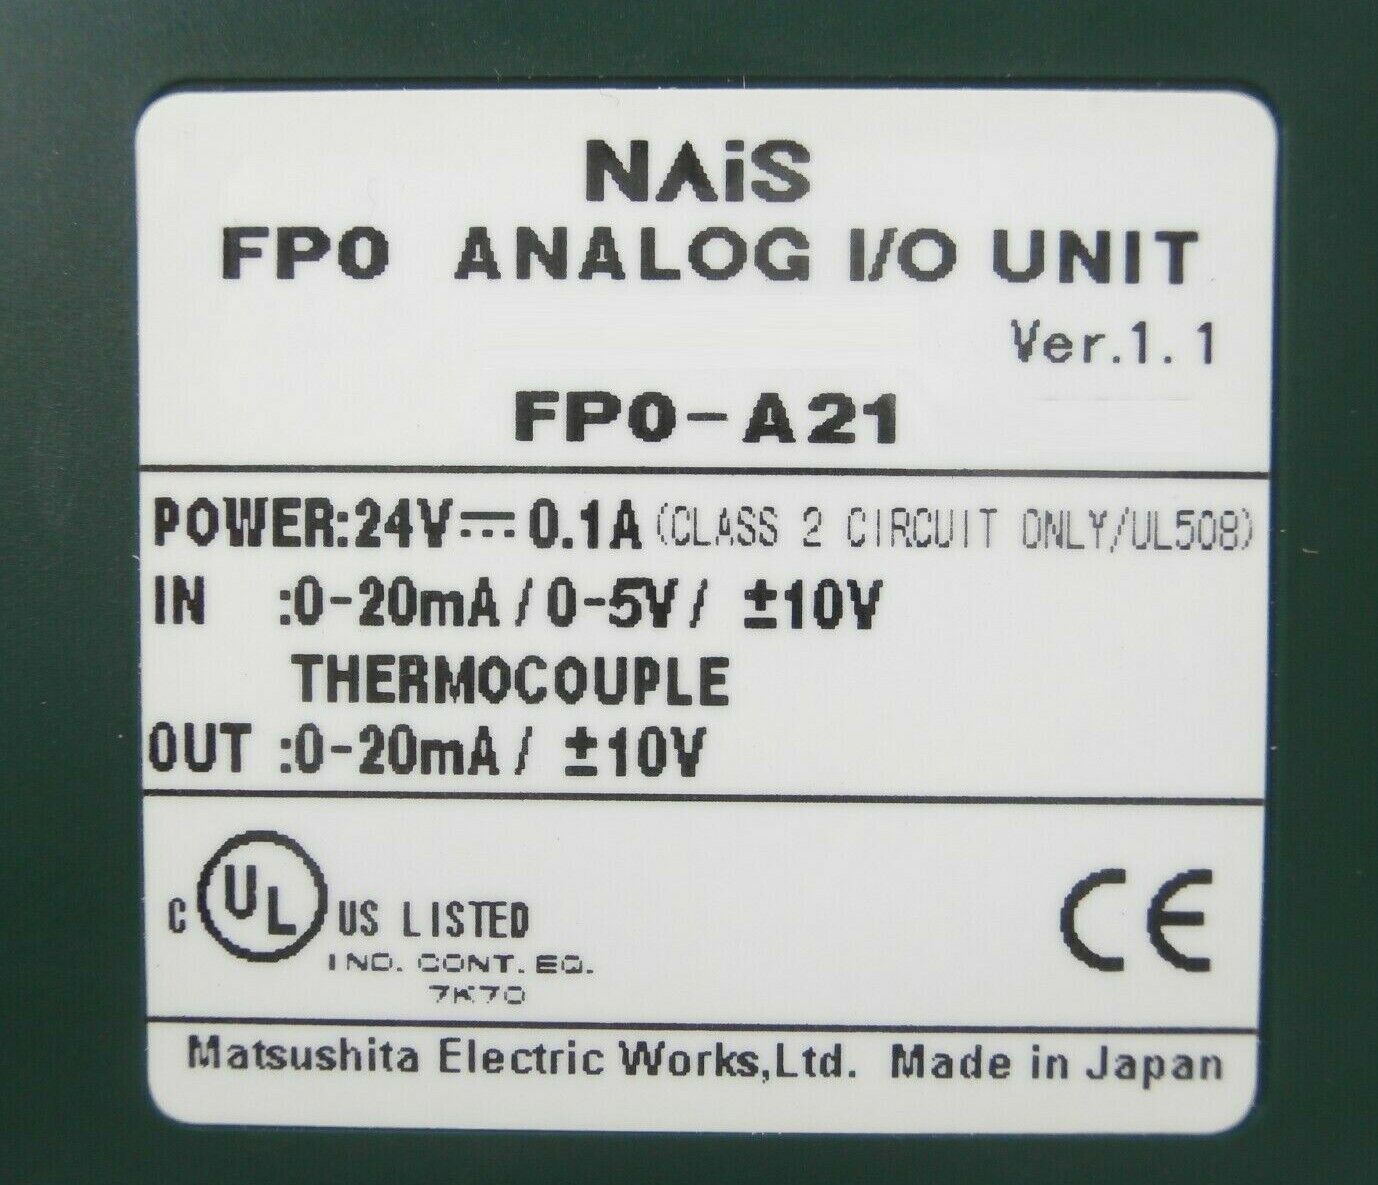 NAiS
FP0 ANALOG I/O UNIT
Ver.1.1
FP0-A21
POWER:24V⎓0.1A (CLASS 2 CIRCUIT ONLY/UL508)
IN :0-20mA/0-5V/ ±10V
THERMOCOUPLE
OUT :0-20mA/ ±10V
C UL US LISTED CE
IND. CONT. EQ.
7K70
Matsushita Electric Works,Ltd. Made in Japan